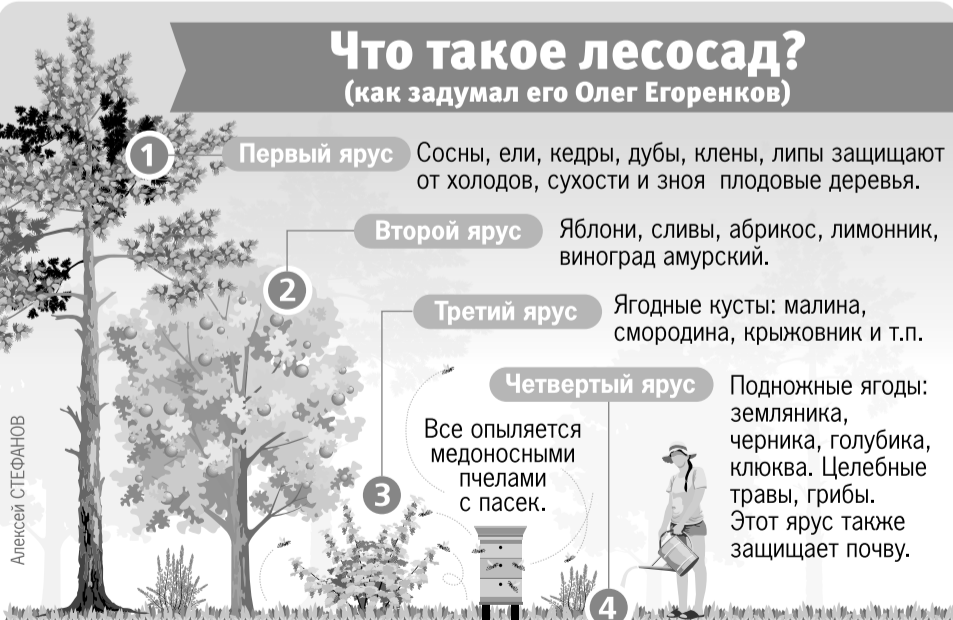 Что такое лесосад?
(как задумал его Олег Егоренков)
1
Первый ярус
Сосны, ели, кедры, дубы, клены, липы защищают
от холодов, сухости и зноя плодовые деревья.
Второй ярус
Яблони, сливы, абрикос, лимонник,
виноград амурский.
2
Третий ярус
Ягодные кусты: малина,
смородина, крыжовник и т.п.
Четвертый ярус
Подножные ягоды:
земляника,
черника, голубика,
клюква. Целебные
травы, грибы.
Этот ярус также
защищает почву.
Все опыляется
медоносными
пчелами
с пасек.
3
4
Алексей СТЕФАНОВ